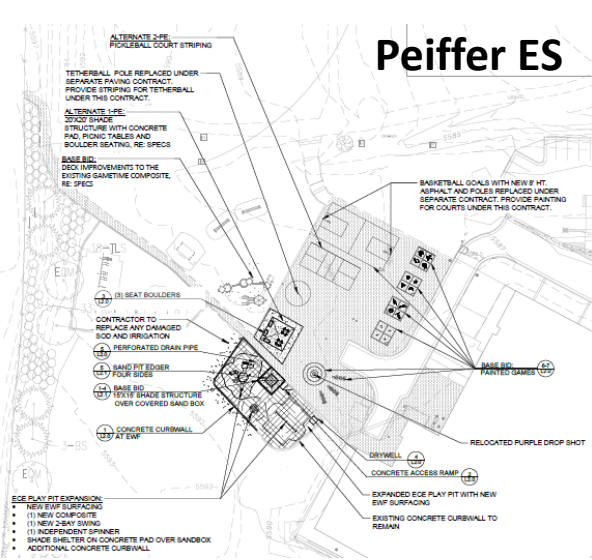 Peiffer ES
ALTERNATE 2-PE:
PICKLEBALL COURT STRIPING
TETHERBALL POLE REPLACED UNDER
SEPARATE PAVING CONTRACT.
PROVIDE STRIPING FOR TETHERBALL
UNDER THIS CONTRACT.
ALTERNATE 1-PE:
20'X20' SHADE
STRUCTURE WITH CONCRETE
PAD, PICNIC TABLES AND
BOULDER SEATING, RE: SPECS
BASE BID:
DECK IMPROVEMENTS TO THE
EXISTING GAMETIME COMPOSITE,
RE: SPECS
BASKETBALL GOALS WITH NEW 8' HT.
ASPHALT AND POLES REPLACED UNDER
SEPARATE CONTRACT. PROVIDE PAINTING
FOR COURTS UNDER THIS CONTRACT.
(3) SEAT BOULDERS
CONTRACTOR TO
REPLACE ANY DAMAGED
SOD AND IRRIGATION
PERFORATED DRAIN PIPE
SAND PIT EDGER
FOUR SIDES
BASE BID
15'X15' SHADE STRUCTURE
OVER COVERED SAND BOX
CONCRETE CURBWALL
AT EWF
BASE BID:
PAINTED GAMES
RELOCATED PURPLE DROP SHOT
DRYWELL
CONCRETE ACCESS RAMP
EXPANDED ECE PLAY PIT WITH NEW
EWF SURFACING
EXISTING CONCRETE CURBWALL TO
REMAIN
ECE PLAY PIT EXPANSION:
• NEW EWF SURFACING
• (1) NEW COMPOSITE
• (1) NEW 2-BAY SWING
• (1) INDEPENDENT SPINNER
• SHADE SHELTER ON CONCRETE PAD OVER SANDBOX
• ADDITIONAL CONCRETE CURBWALL